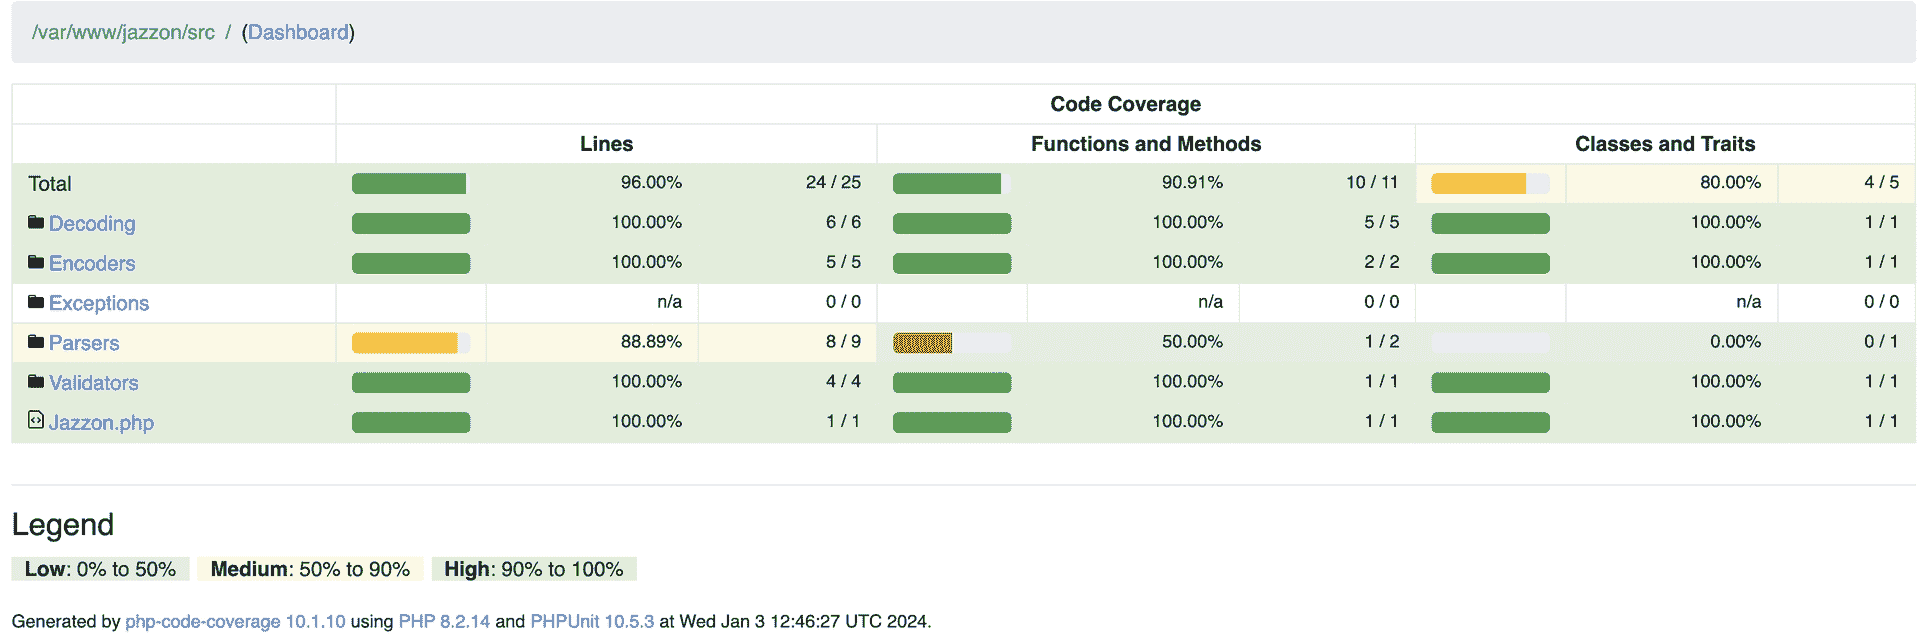 /var/www/jazzon/src / (Dashboard)
Code Coverage
Lines Functions and Methods Classes and Traits
Total 96.00% 24 / 25 90.91% 10 / 11 80.00% 4 / 5
Decoding 100.00% 6 / 6 100.00% 5 / 5 100.00% 1 / 1
Encoders 100.00% 5 / 5 100.00% 2 / 2 100.00% 1 / 1
Exceptions n/a 0 / 0 n/a 0 / 0 n/a 0 / 0
Parsers 88.89% 8 / 9 50.00% 1 / 2 0.00% 0 / 1
Validators 100.00% 4 / 4 100.00% 1 / 1 100.00% 1 / 1
Jazzon.php 100.00% 1 / 1 100.00% 1 / 1 100.00% 1 / 1
Legend
Low: 0% to 50% Medium: 50% to 90% High: 90% to 100%
Generated by php-code-coverage 10.1.10 using PHP 8.2.14 and PHPUnit 10.5.3 at Wed Jan 3 12:46:27 UTC 2024.